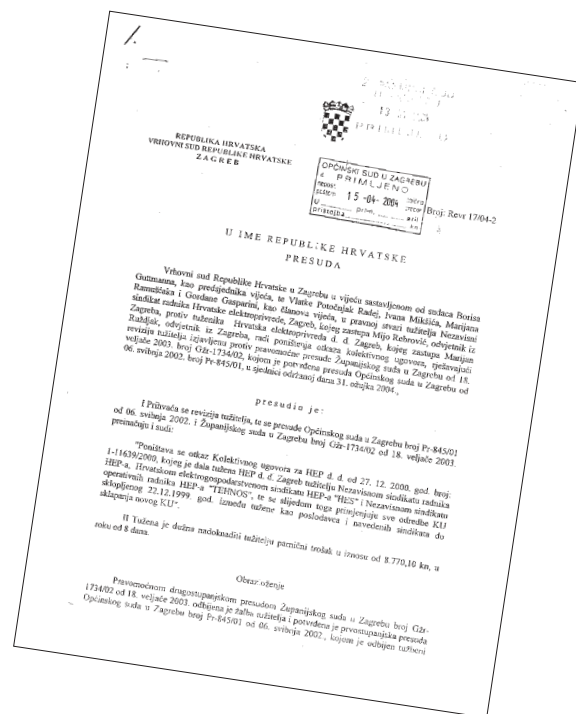 PRIMLJENO
REPUBLIKA HRVATSKA
VRHOVNI SUD REPUBLIKE HRVATSKE
ZAGREB
OPĆINSKI SUD U ZAGREBU
PRIMLJENO
15 -04- 2004
pristojba kn
Broj: Revr 17/04-2
U IME REPUBLIKE HRVATSKE
PRESUDA
Vrhovni sud Republike Hrvatske u Zagrebu u vijeću sastavljenom od sudaca Borisa
Guttmanna, kao predsjednika vijeća, te Vlatke Potočnjak Radej, Ivana Mikšića, Marijana
Ramuščaka i Gordane Gasparini, kao članova vijeća, u pravnoj stvari tužitelja Nezavisni
sindikat radnika Hrvatske elektroprivrede, Zagreb, kojeg zastupa Mijo Rebrović, odvjetnik iz
Zagreba, protiv tuženika Hrvatska elektroprivreda d. d. Zagreb, kojeg zastupa Marijan
Ruždjak, odvjetnik iz Zagreba, radi poništenja otkaza kolektivnog ugovora, rješavajući
reviziju tužitelja izjavljenu protiv pravomoćne presude Županijskog suda u Zagrebu od 18.
veljače 2003. broj Gžr-1734/02, kojom je potvrđena presuda Općinskog suda u Zagrebu od
06. svibnja 2002. broj Pr-845/01, u sjednici održanoj dana 31. ožujka 2004.,
presudio je:
I Prihvaća se revizija tužitelja, te se presude Općinskog suda u Zagrebu broj Pr-845/01
od 06. svibnja 2002. i Županijskog suda u Zagrebu broj Gžr-1734/02 od 18. veljače 2003.
preinačuju i sudi:
"Poništava se otkaz Kolektivnog ugovora za HEP d. d. od 27. 12. 2000. god. broj:
1-11639/2000, kojeg je dala tužena HEP d. d. Zagreb tužitelju Nezavisnom sindikatu radnika
HEP-a, Hrvatskom elektrogospodarstvenom sindikatu HEP-a "HES" i Nezavisnom sindikatu
operativnih radnika HEP-a "TEHNOS", te se slijedom toga primjenjuju sve odredbe KU
sklopljenog 22.12.1999. god. između tužene kao poslodavca i navedenih sindikata do
sklapanja novog KU".
II Tužena je dužna nadoknaditi tužitelju parnični trošak u iznosu od 8.770,10 kn, u
roku od 8 dana.
Obrazloženje
Pravomoćnom drugostupanjskom presudom Županijskog suda u Zagrebu broj Gžr-
1734/02 od 18. veljače 2003. odbijena je žalba tužitelja i potvrđena je prvostupanjska presuda
Općinskog suda u Zagrebu broj Pr-845/01 od 06. svibnja 2002., kojom je odbijen tužbeni